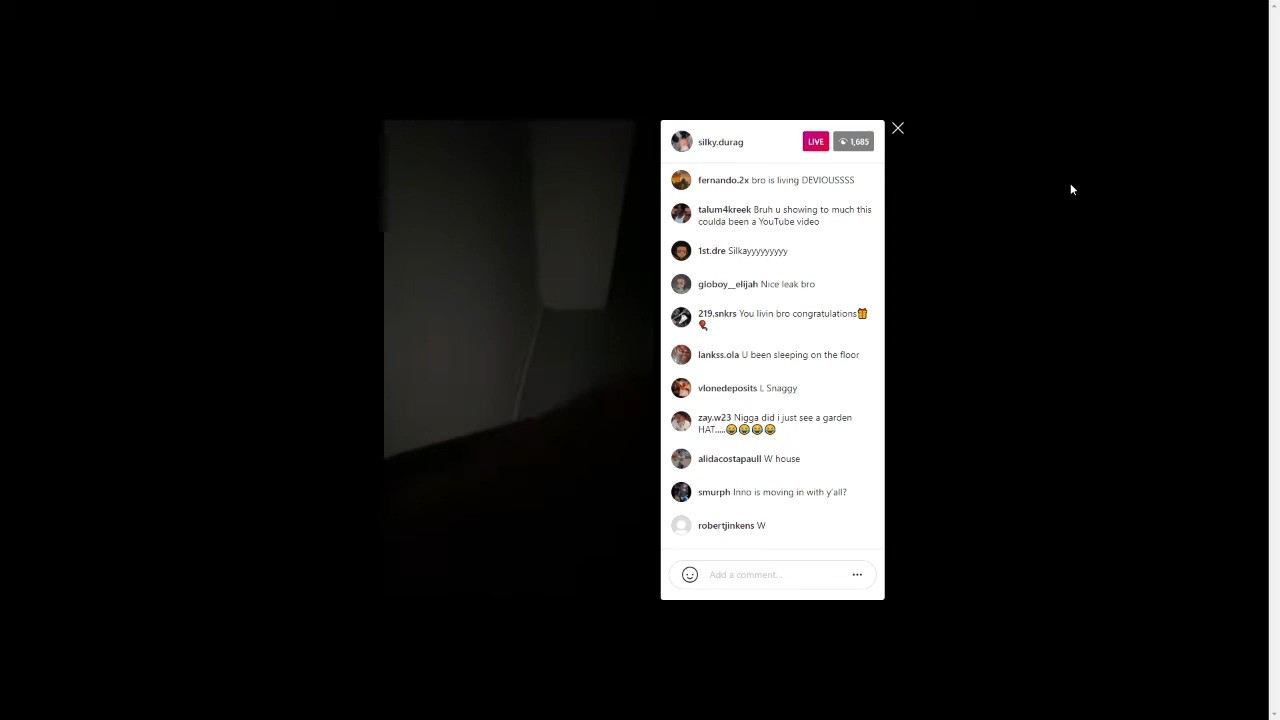 silky.durag LIVE 1,685
fernando.2x bro is living DEVIOUSSSS
talum4kreek Bruh u showing to much this
coulda been a YouTube video
1st.dre Silkayyyyyyyyy
globoy__elijah Nice leak bro
219.snkrs You livin bro congratulations🎁
🎈
lankss.ola U been sleeping on the floor
vlonedeposits L Snaggy
zay.w23 Nigga did i just see a garden
HAT.....😂😂😂😂
alidacostapaull W house
smurph Inno is moving in with y'all?
robertjinkens W
Add a comment...